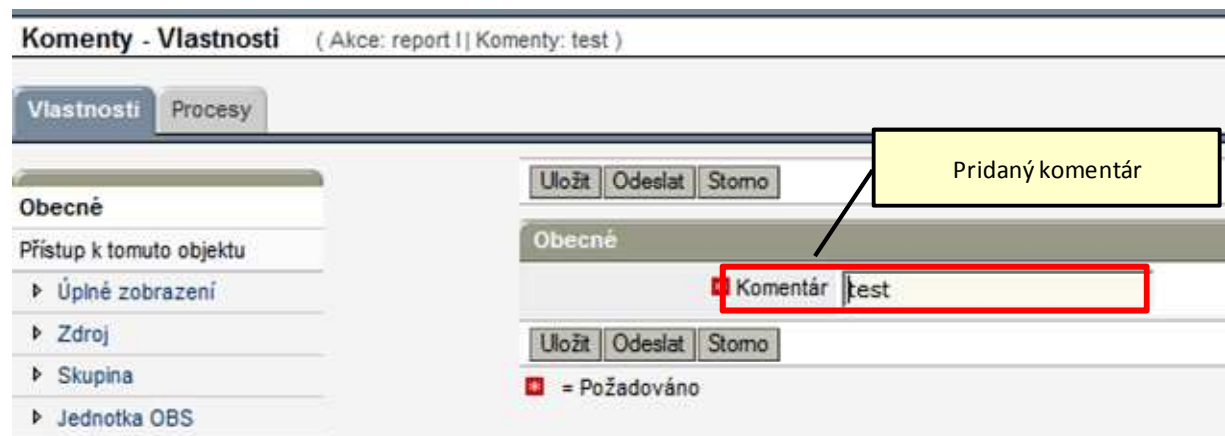 Komenty - Vlastnosti ( Akce: report I | Komenty: test )
Vlastnosti Procesy
Pridaný komentár
Uložit Odeslat Storno
Obecné
Obecné
Přístup k tomuto objektu
Komentár test
Úplné zobrazení
Zdroj
Uložit Odeslat Storno
Skupina
= Požadováno
Jednotka OBS